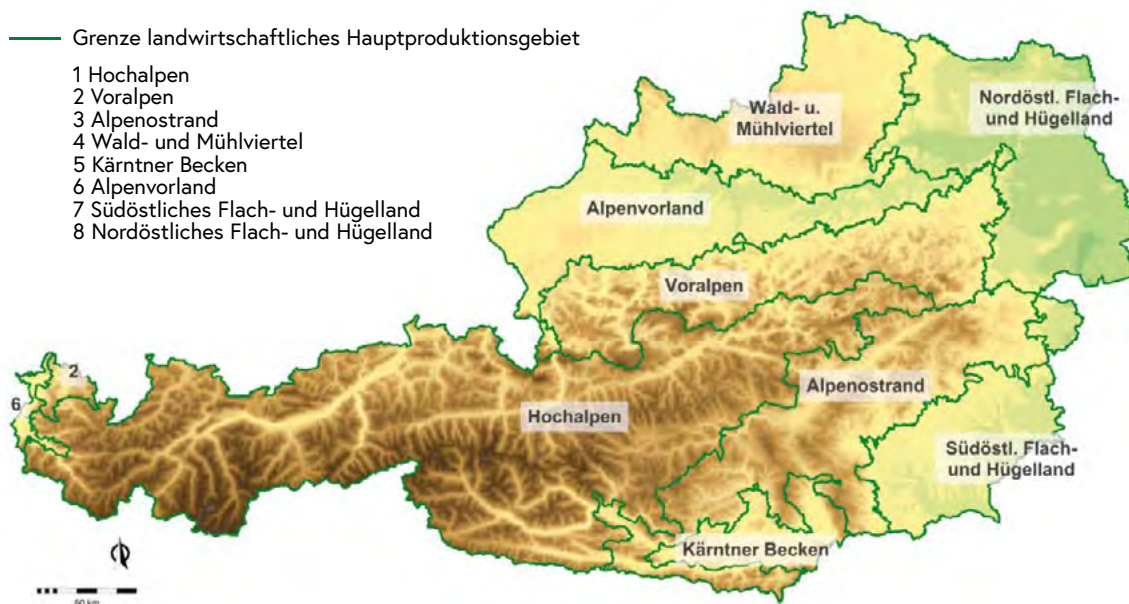 Grenze landwirtschaftliches Hauptproduktionsgebiet
1 Hochalpen
2 Voralpen
3 Alpenostrand
4 Wald- und Mühlviertel
5 Kärntner Becken
6 Alpenvorland
7 Südöstliches Flach- und Hügelland
8 Nordöstliches Flach- und Hügelland
Wald- u.
Mühlviertel
Nordöstl. Flach-
und Hügelland
Alpenvorland
Voralpen
2
6
Alpenostrand
Hochalpen
Südöstl. Flach-
und Hügelland
Kärntner Becken
50 km